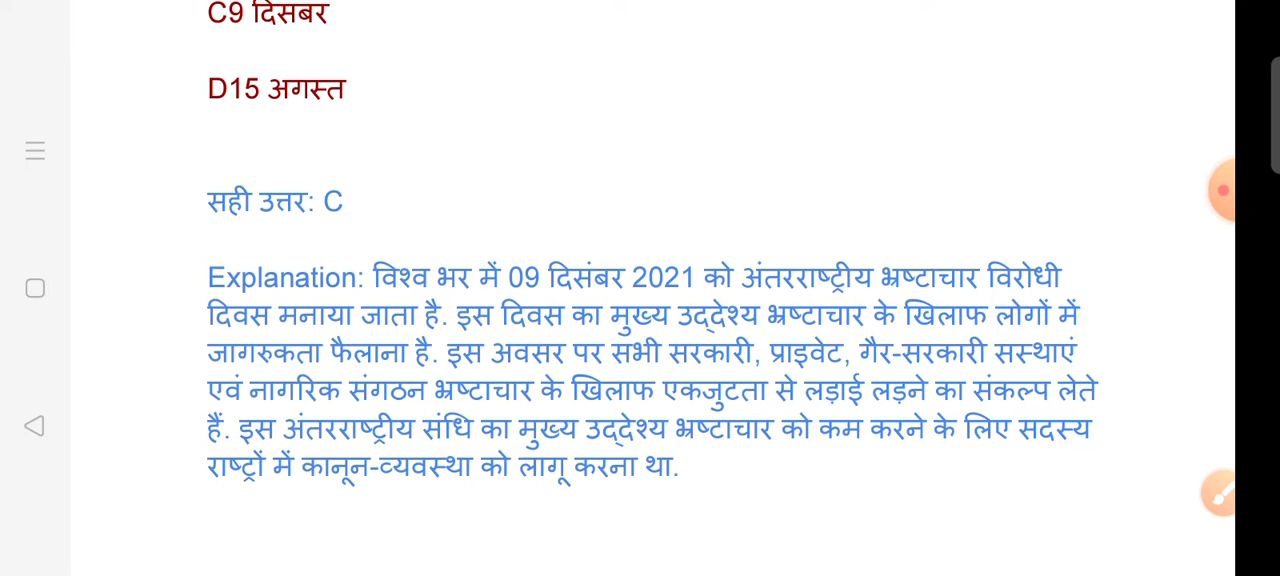 C9 दिसबर
D15 अगस्त
सही उत्तर: C
Explanation: विश्व भर में 09 दिसंबर 2021 को अंतरराष्ट्रीय भ्रष्टाचार विरोधी
दिवस मनाया जाता है. इस दिवस का मुख्य उद्देश्य भ्रष्टाचार के खिलाफ लोगों में
जागरुकता फैलाना है. इस अवसर पर सभी सरकारी, प्राइवेट, गैर-सरकारी सस्थाएं
एवं नागरिक संगठन भ्रष्टाचार के खिलाफ एकजुटता से लड़ाई लड़ने का संकल्प लेते
हैं. इस अंतरराष्ट्रीय संधि का मुख्य उद्देश्य भ्रष्टाचार को कम करने के लिए सदस्य
राष्ट्रों में कानून-व्यवस्था को लागू करना था.